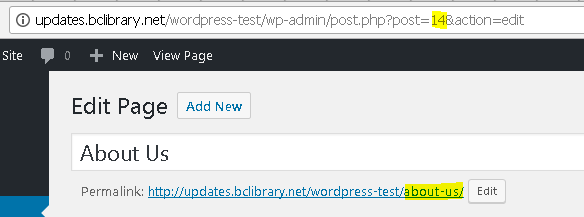 updates.bclibrary.net/wordpress-test/wp-admin/post.php?post=14&action=edit
Site 0 + New View Page
Edit Page Add New
About Us
Permalink: http://updates.bclibrary.net/wordpress-test/about-us/ Edit